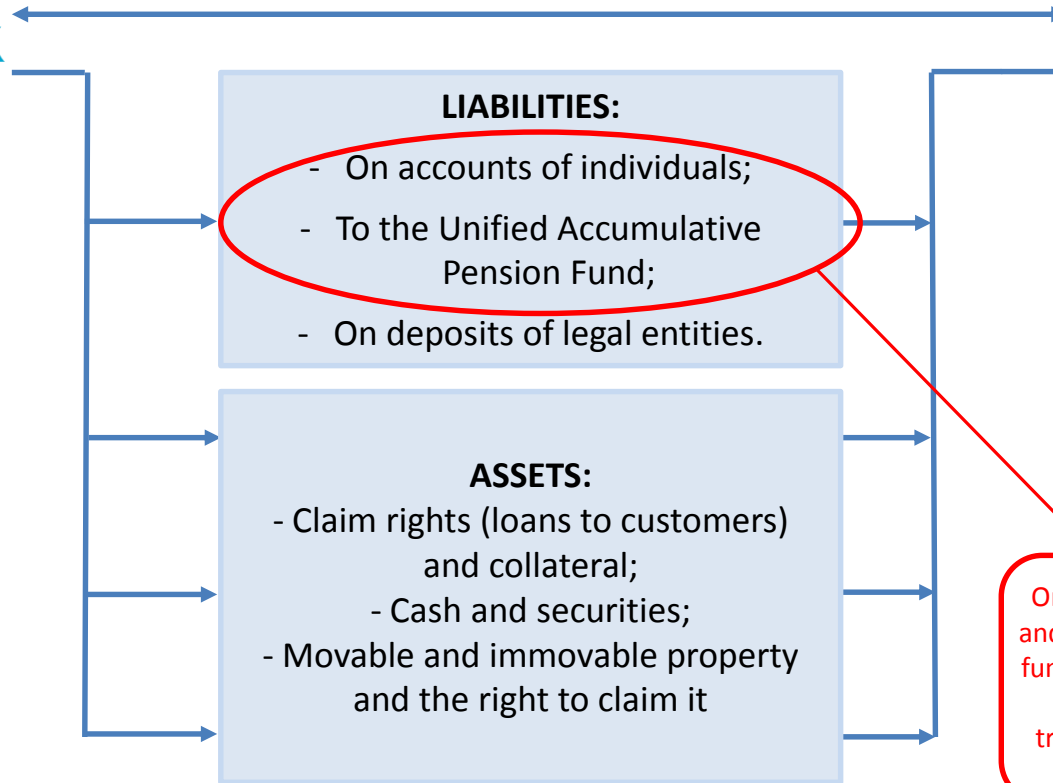 LIABILITIES:
- On accounts of individuals;
- To the Unified Accumulative
Pension Fund;
- On deposits of legal entities.
ASSETS:
- Claim rights (loans to customers)
and collateral;
- Cash and securities;
- Movable and immovable property
and the right to claim it